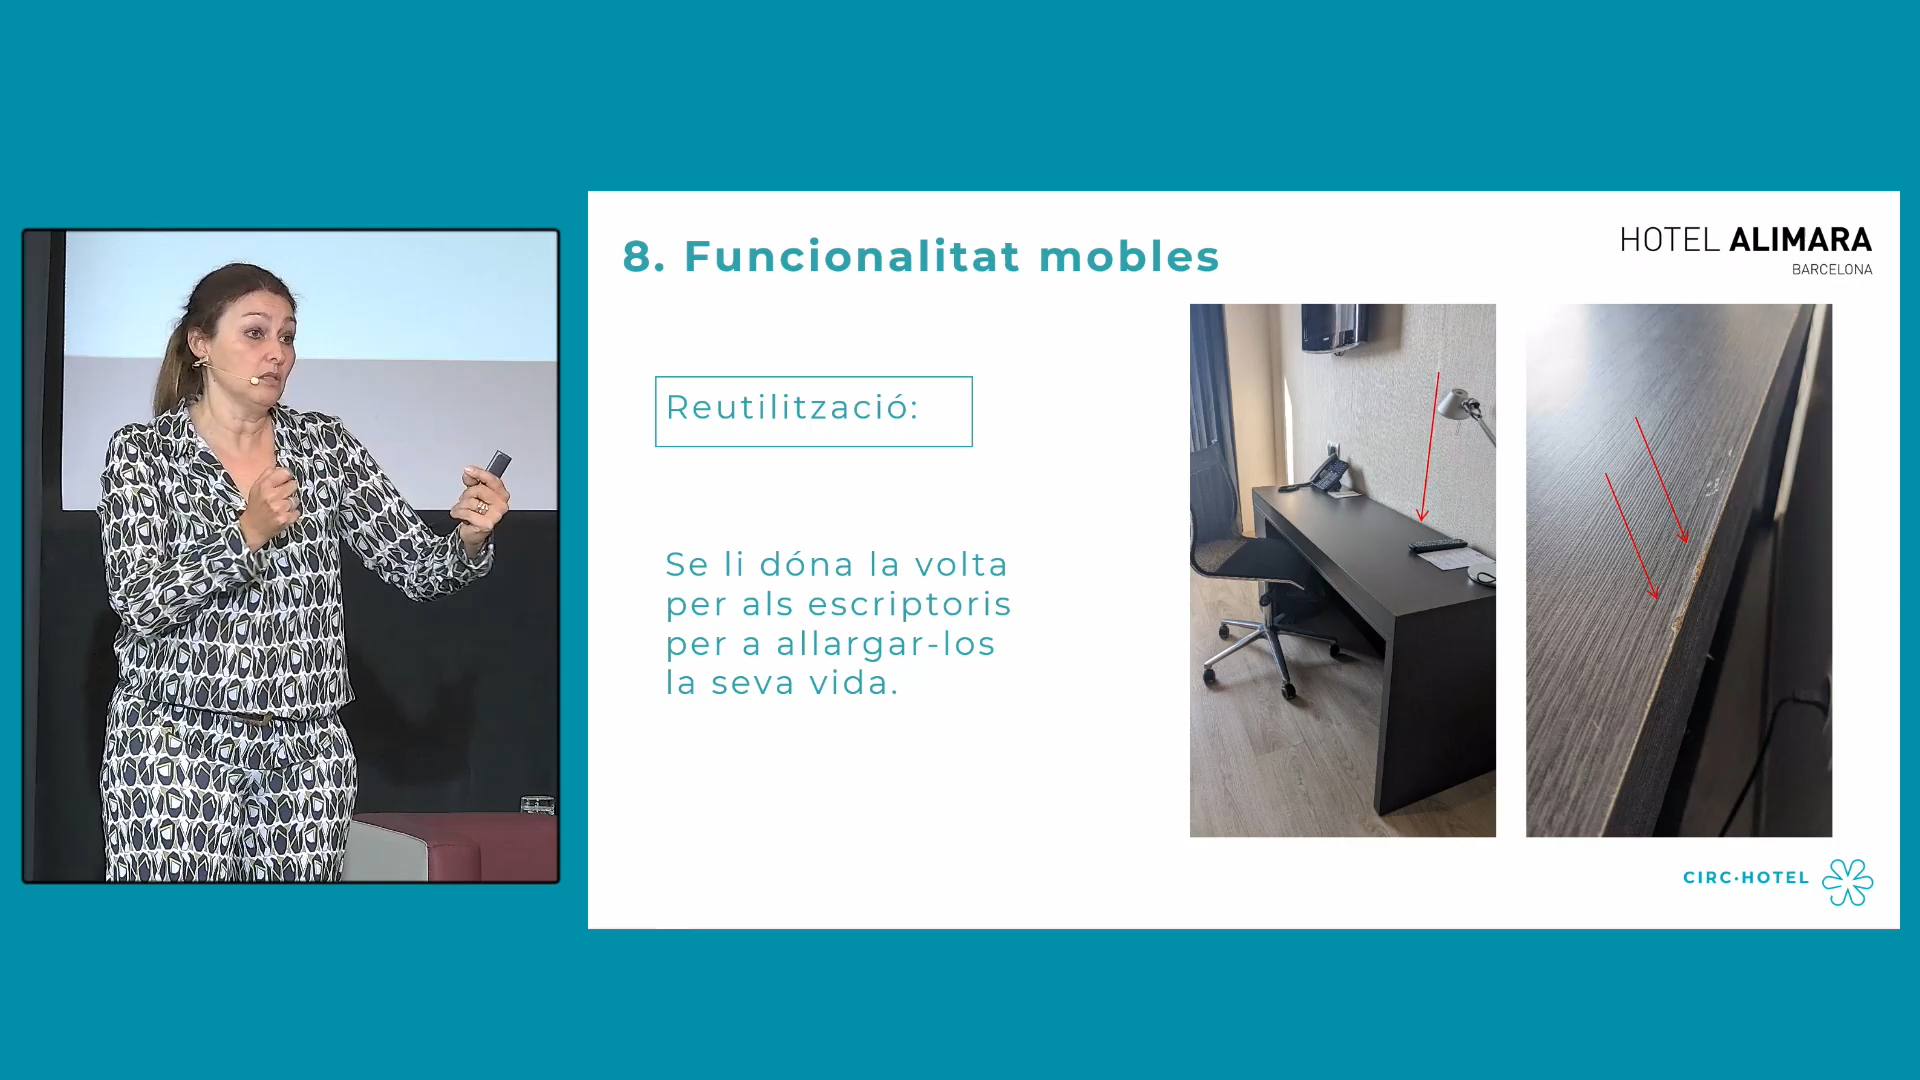 8. Funcionalitat mobles
HOTEL ALIMARA
BARCELONA
Reutilització:
Se li dóna la volta
per als escriptoris
per a allargar-los
la seva vida.
CIRC·HOTEL